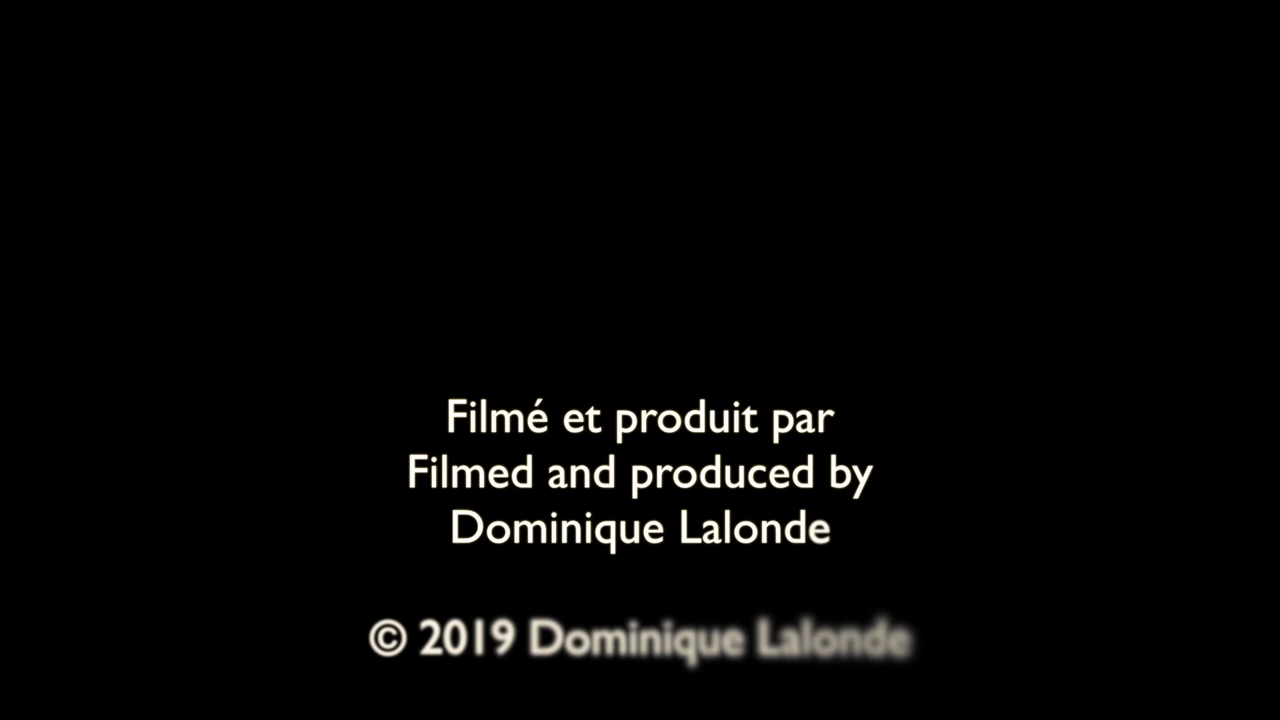 Filmé et produit par
Filmed and produced by
Dominique Lalonde
© 2019 Dominique Lalonde